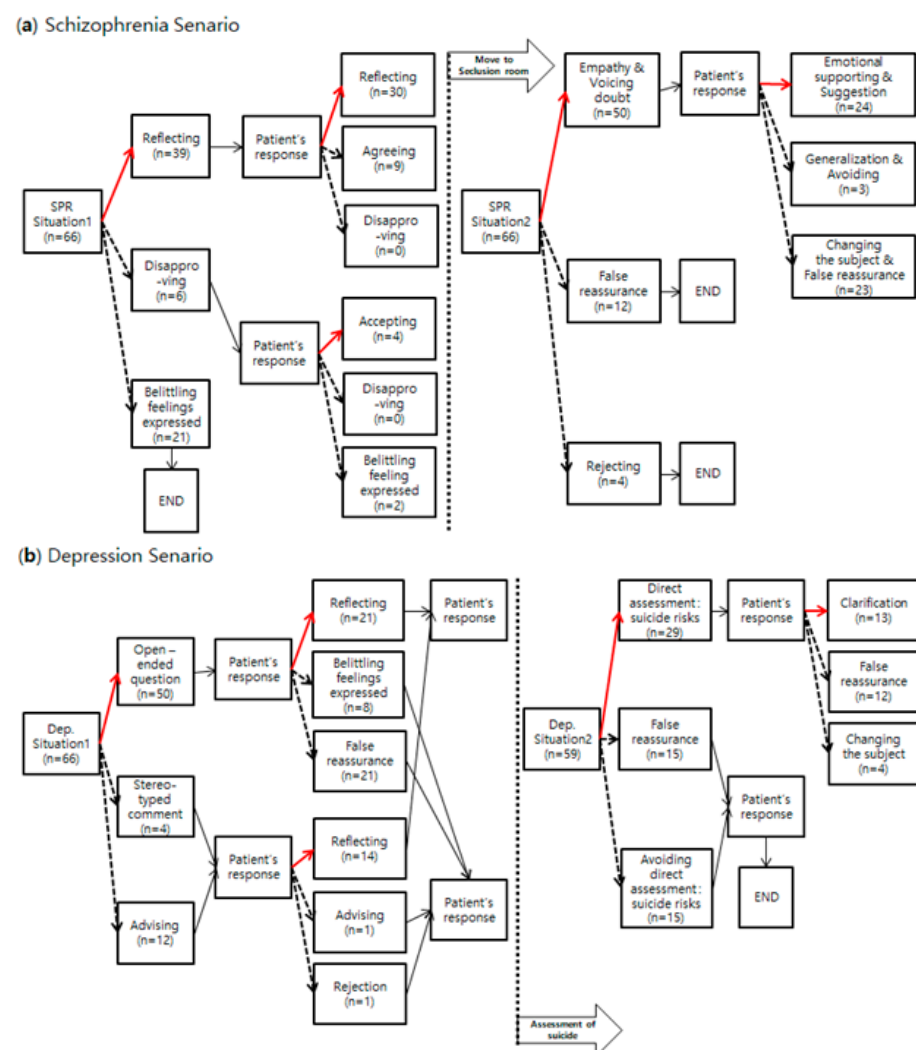 (a) Schizophrenia Senario
Move to
Seclusion room
Reflecting
(n=30)
Empathy &
Voicing
doubt
(n=50)
Patient's
response
Emotional
supporting &
Suggestion
(n=24)
Reflecting
(n=39)
Patient's
response
Agreeing
(n=9)
Generalization &
Avoiding
(n=3)
SPR
Situation1
(n=66)
Disappro
-ving
(n=0)
SPR
Situation2
(n=66)
Changing
the subject &
False reassurance
(n=23)
Disappro
-ving
(n=6)
False
reassurance
(n=12)
END
Patient's
response
Accepting
(n=4)
Disappro
-ving
(n=0)
Belittling
feelings
expressed
(n=21)
Belittling
feeling
expressed
(n=2)
Rejecting
(n=4)
END
END
(b) Depression Senario
Reflecting
(n=21)
Patient's
response
Direct
assessment:
suicide risks
(n=29)
Patient's
response
Clarification
(n=13)
Open –
ended
question
(n=50)
Patient's
response
Belittling
feelings
expressed
(n=8)
False
reassurance
(n=12)
Dep.
Situation1
(n=66)
False
reassurance
(n=21)
Dep.
Situation2
(n=59)
False
reassurance
(n=15)
Changing
the subject
(n=4)
Stereo-
typed
comment
(n=4)
Patient's
response
Reflecting
(n=14)
Patient's
response
Advising
(n=12)
Advising
(n=1)
Patient's
response
Avoiding
direct
assessment:
suicide risks
(n=15)
END
Rejection
(n=1)
Assessment of
suicide